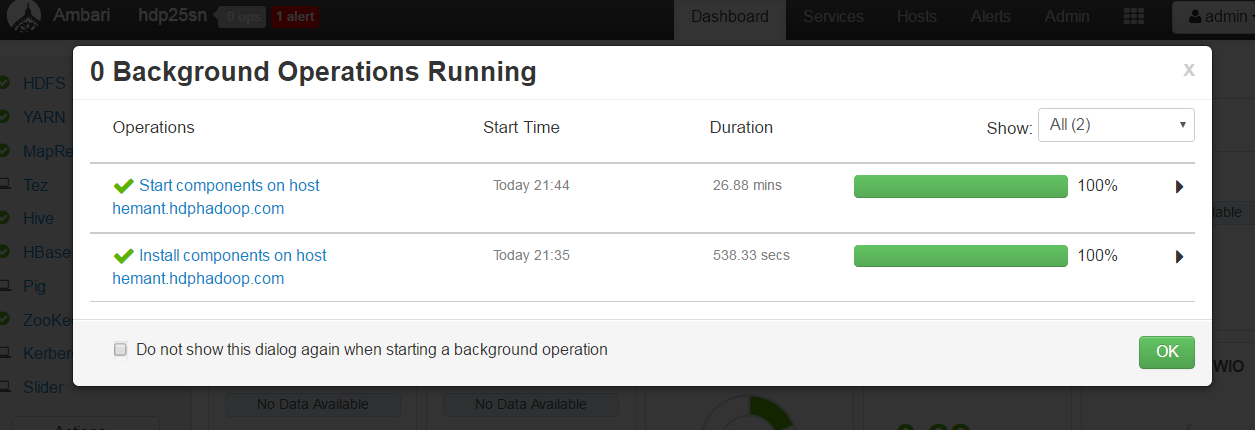 Ambari hdp25sn 0 ops 1 alert Dashboard Services Hosts Alerts Admin admin
0 Background Operations Running x
Operations Start Time Duration Show: All (2)
Start components on host Today 21:44 26.88 mins 100%
hemant.hdphadoop.com
Install components on host Today 21:35 538.33 secs 100%
hemant.hdphadoop.com
Do not show this dialog again when starting a background operation OK
HDFS
YARN
MapRe
Tez
Hive
HBase
Pig
ZooKe
Kerber
Slider
No Data Available No Data Available